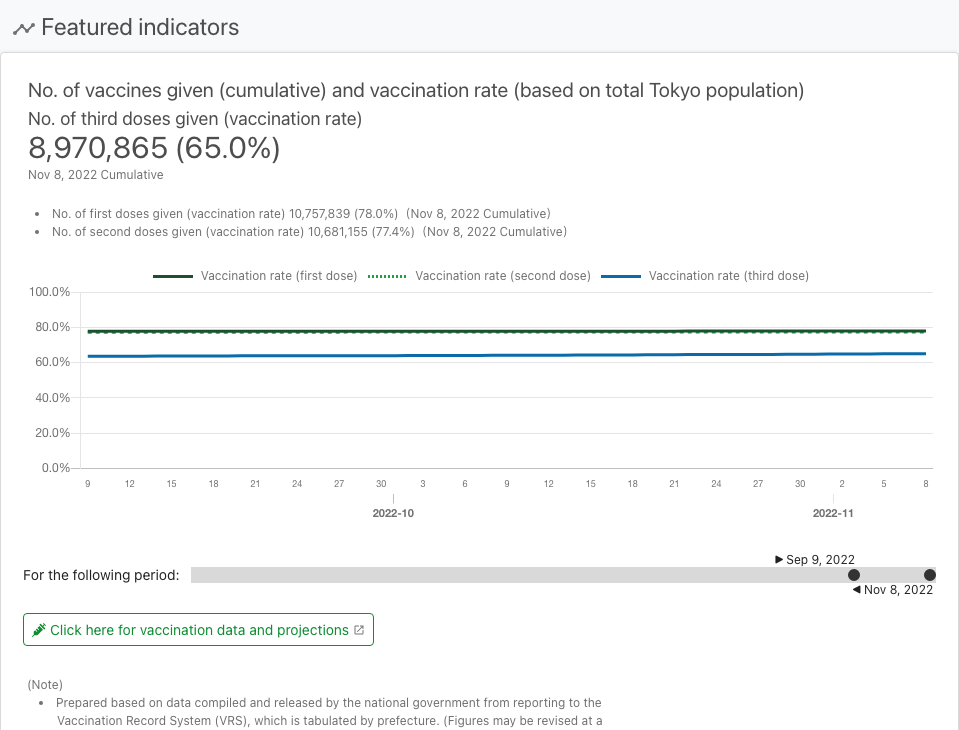 Featured indicators
No. of vaccines given (cumulative) and vaccination rate (based on total Tokyo population)
No. of third doses given (vaccination rate)
8,970,865 (65.0%)
Nov 8, 2022 Cumulative
• No. of first doses given (vaccination rate) 10,757,839 (78.0%) (Nov 8, 2022 Cumulative)
• No. of second doses given (vaccination rate) 10,681,155 (77.4%) (Nov 8, 2022 Cumulative)
Vaccination rate (first dose) Vaccination rate (second dose) Vaccination rate (third dose)
100.0%
80.0%
60.0%
40.0%
20.0%
0.0%
9 12 15 18 21 24 27 30 3 6 9 12 15 18 21 24 27 30 2 5 8
2022-10 2022-11
▶ Sep 9, 2022
For the following period:
◀ Nov 8, 2022
Click here for vaccination data and projections
(Note)
• Prepared based on data compiled and released by the national government from reporting to the
Vaccination Record System (VRS), which is tabulated by prefecture. (Figures may be revised at a